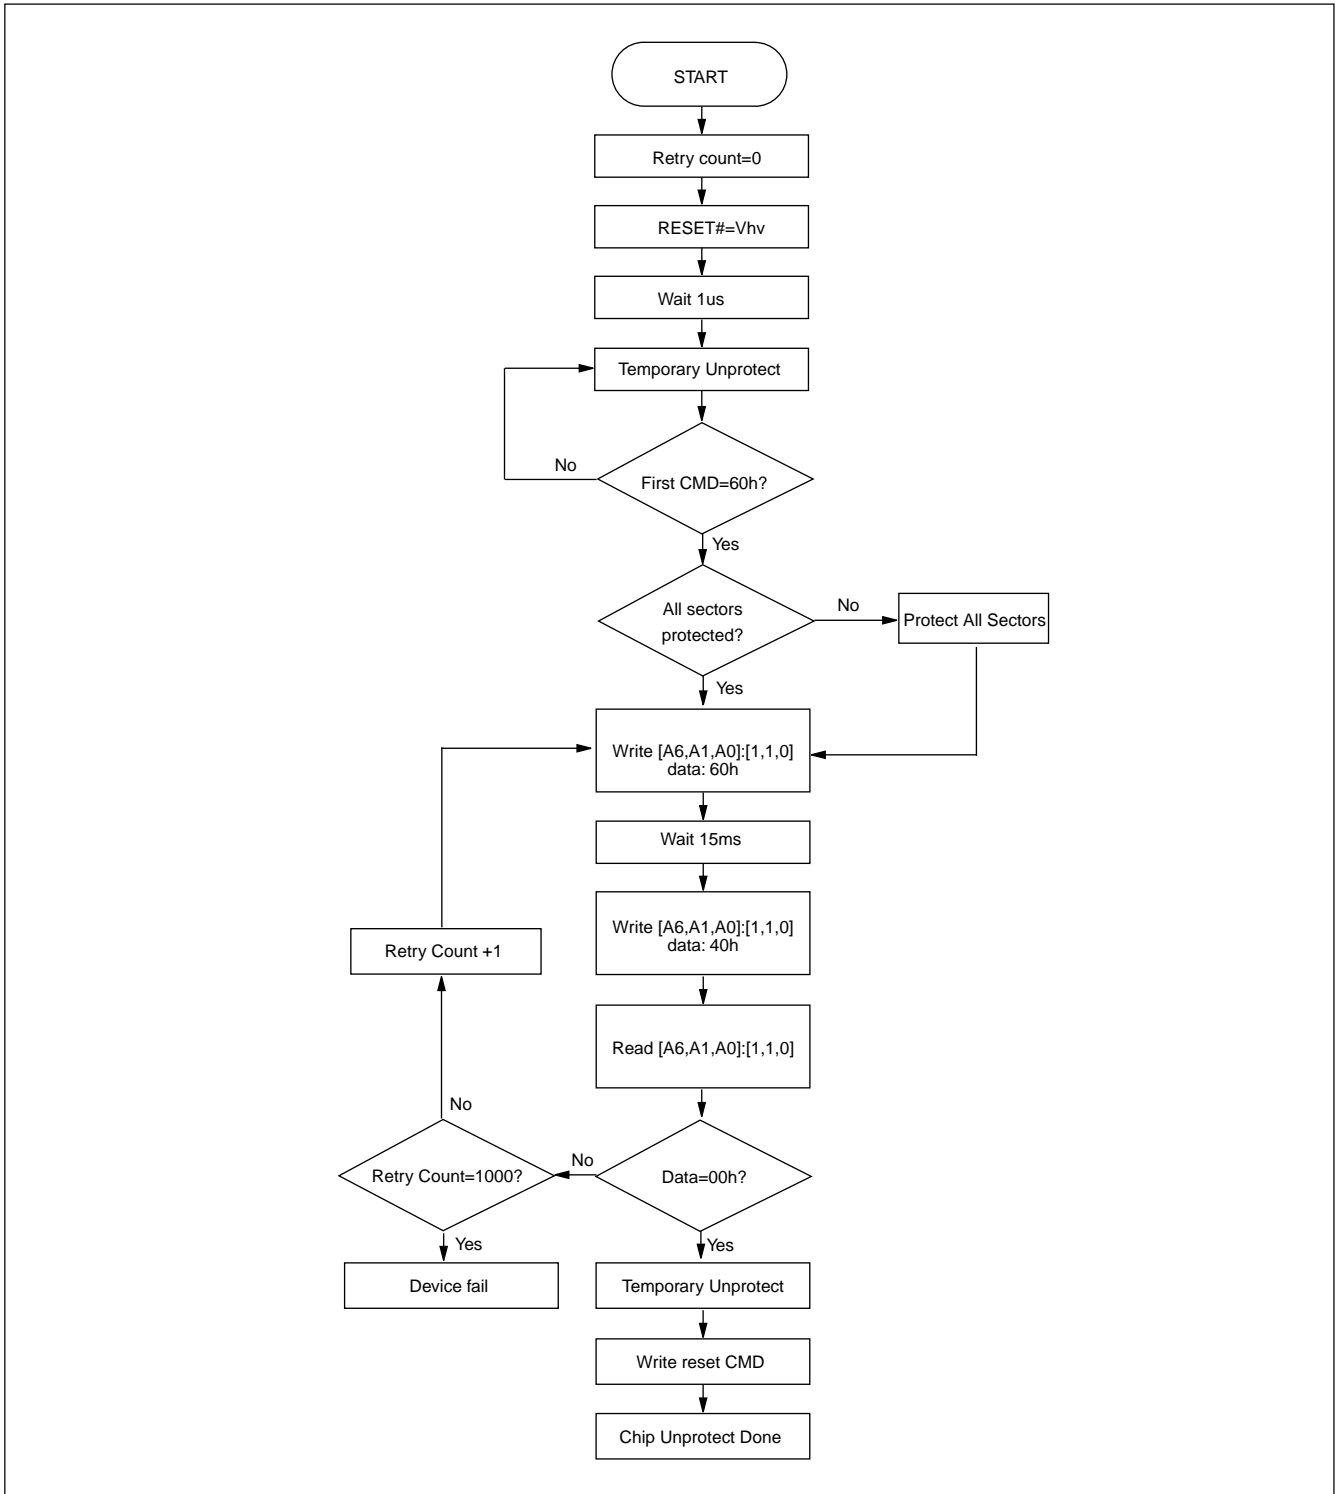 START
Retry count=0
RESET#=Vhv
Wait 1us
Temporary Unprotect
No
First CMD=60h?
Yes
All sectors
protected?
No
Protect All Sectors
Yes
Write [A6,A1,A0]:[1,1,0]
data: 60h
Wait 15ms
Write [A6,A1,A0]:[1,1,0]
data: 40h
Retry Count +1
Read [A6,A1,A0]:[1,1,0]
No
Retry Count=1000?
No
Data=00h?
Yes
Yes
Device fail
Temporary Unprotect
Write reset CMD
Chip Unprotect Done